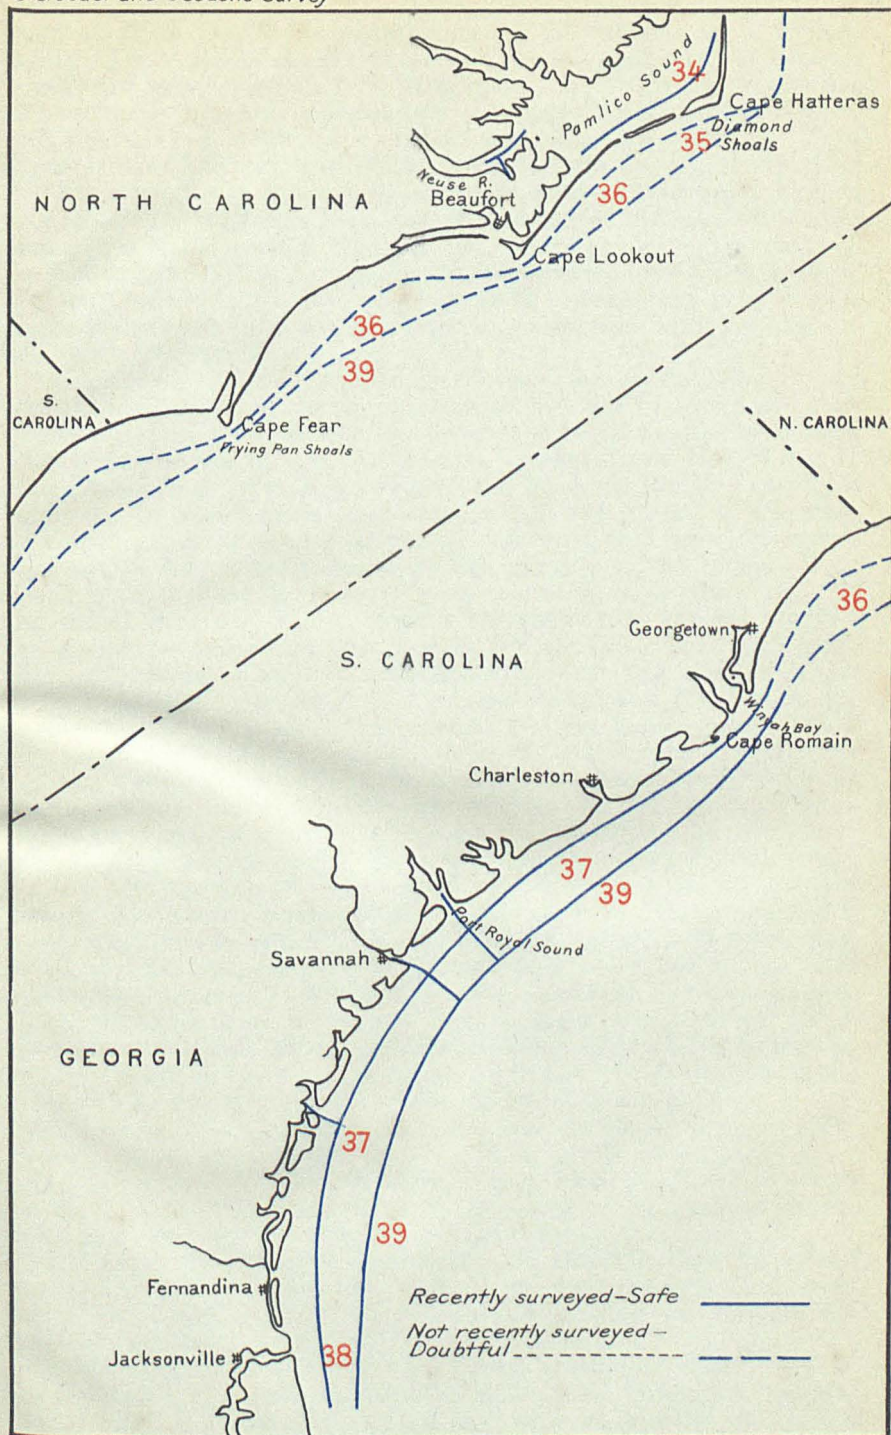 and
Survey
Pamlico Sound
34
Cape Hatteras
Diamond
Shoals
35
36
Neuse R.
Beaufort
NORTH CAROLINA
Cape Lookout
36
39
S.
CAROLINA
Cape Fear
Frying Pan Shoals
N. CAROLINA
36
Georgetown
S. CAROLINA
Winyah Bay
Cape Romain
Charleston
37
39
Port Royal Sound
Savannah
GEORGIA
37
39
Fernandina
Jacksonville
38
Recently surveyed-Safe
Not recently surveyed-
Doubtful